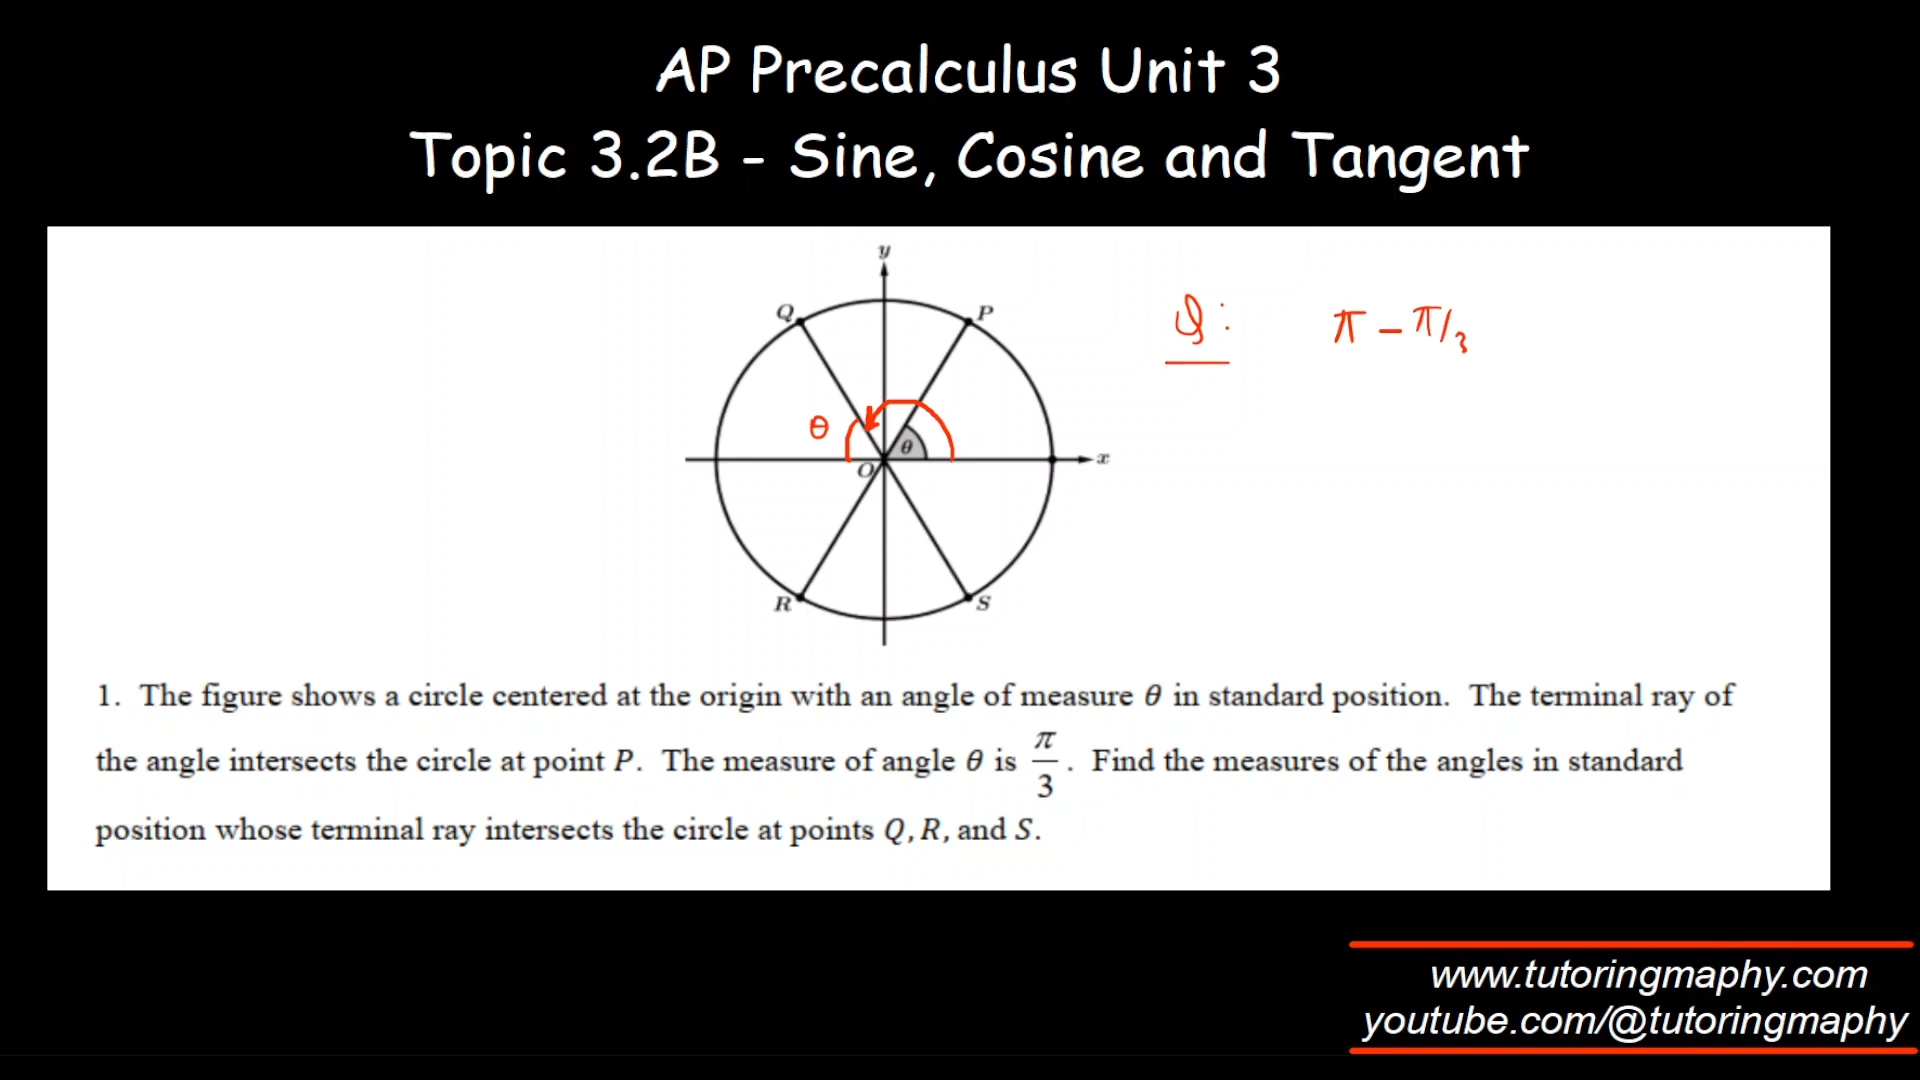 AP Precalculus Unit 3
Topic 3.2B - Sine, Cosine and Tangent
y
Q
P
Q: π - π/3
θ
θ
O
x
R
S
1. The figure shows a circle centered at the origin with an angle of measure θ in standard position. The terminal ray of
the angle intersects the circle at point P. The measure of angle θ is π/3. Find the measures of the angles in standard
position whose terminal ray intersects the circle at points Q, R, and S.
www.tutoringmaphy.com
youtube.com/@tutoringmaphy